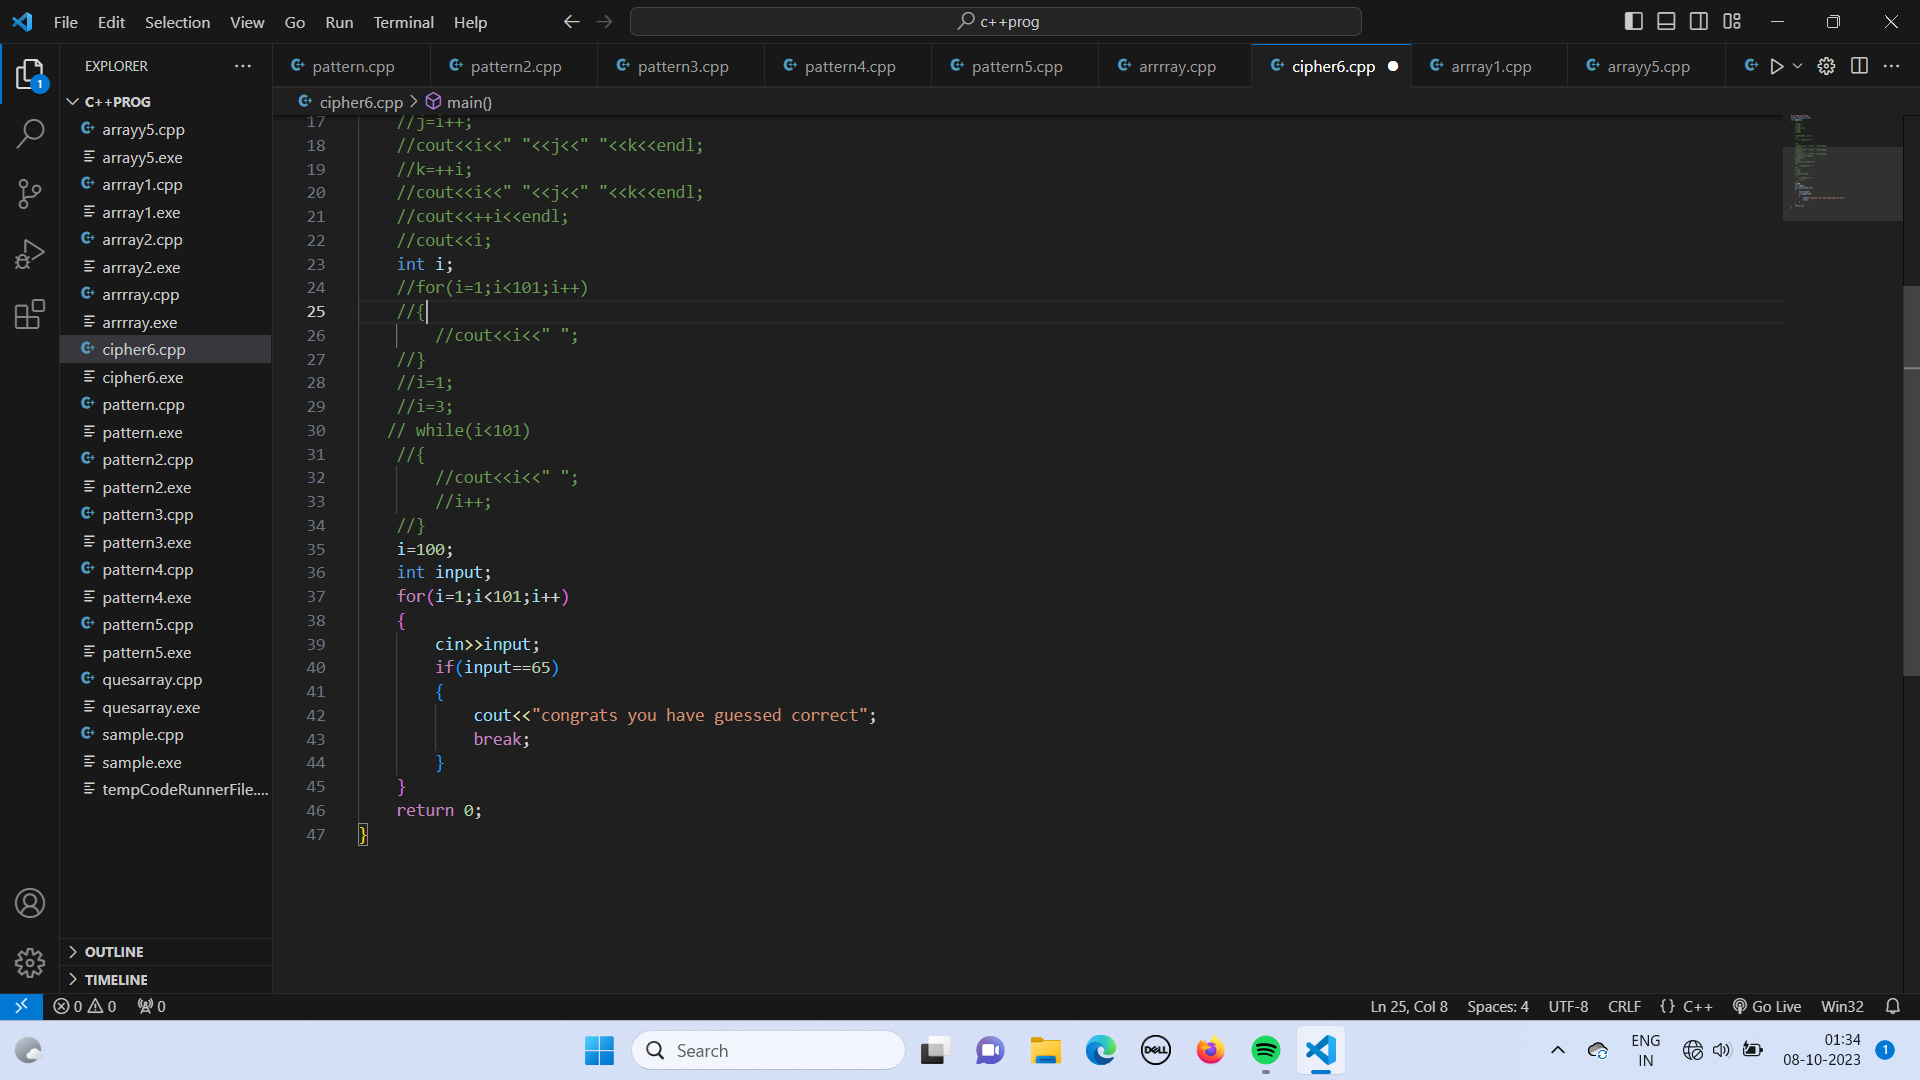 File Edit Selection View Go Run Terminal Help
c++prog
EXPLORER
pattern.cpp pattern2.cpp pattern3.cpp pattern4.cpp pattern5.cpp arrrray.cpp cipher6.cpp arrray1.cpp arrayy5.cpp
1
C++PROG
cipher6.cpp > main()
arrayy5.cpp
arrayy5.exe
arrray1.cpp
arrray1.exe
arrray2.cpp
arrray2.exe
arrrray.cpp
arrrray.exe
cipher6.cpp
cipher6.exe
pattern.cpp
pattern.exe
pattern2.cpp
pattern2.exe
pattern3.cpp
pattern3.exe
pattern4.cpp
pattern4.exe
pattern5.cpp
pattern5.exe
quesarray.cpp
quesarray.exe
sample.cpp
sample.exe
tempCodeRunnerFile....
OUTLINE
TIMELINE
17 //j=i++;
18 //cout<<i<<" "<<j<<" "<<k<<endl;
19 //k=++i;
20 //cout<<i<<" "<<j<<" "<<k<<endl;
21 //cout<<++i<<endl;
22 //cout<<i;
23 int i;
24 //for(i=1;i<101;i++)
25 //{
26 //cout<<i<<" ";
27 //}
28 //i=1;
29 //i=3;
30 // while(i<101)
31 //{
32 //cout<<i<<" ";
33 //i++;
34 //}
35 i=100;
36 int input;
37 for(i=1;i<101;i++)
38 {
39 cin>>input;
40 if(input==65)
41 {
42 cout<<"congrats you have guessed correct";
43 break;
44 }
45 }
46 return 0;
47 }
0 0 0
Ln 25, Col 8 Spaces: 4 UTF-8 CRLF {} C++ Go Live Win32
Search
DELL
ENG
IN
01:34
08-10-2023
1